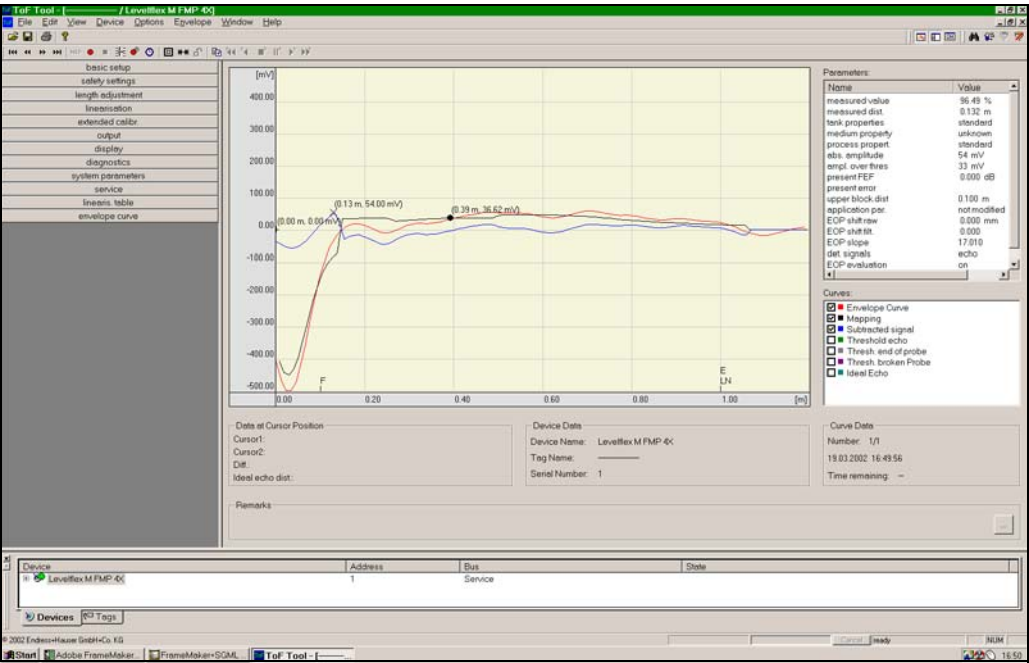 ToF Tool - [———— / Levelflex M FMP 4X]
File Edit View Device Options Envelope Window Help
basic setup
safety settings
length adjustment
linearisation
extended calibr.
output
display
diagnostics
system parameters
service
linearis. table
envelope curve
[mV]
400.00
300.00
200.00
100.00
0.00
-100.00
-200.00
-300.00
-400.00
-500.00
(0.00 m, 0.00 mV)
(0.13 m, 54.00 mV)
(0.39 m, 36.62 mV)
F
E
LN
0.00 0.20 0.40 0.60 0.80 1.00 [m]
Parameters:
Name Value
measured value 96.49 %
measured dist. 0.132 m
tank properties standard
medium property unknown
process propert. standard
abs. amplitude 54 mV
ampl. over thres 33 mV
present FEF 0.000 dB
present error
upper block.dist 0.100 m
application par. not modified
EOP shift raw 0.000 mm
EOP shift filt. 0.000
EOP slope 17.010
det. signals echo
EOP evaluation on
Curves:
Envelope Curve
Mapping
Subtracted signal
Threshold echo
Thresh. end of probe
Thresh. broken Probe
Ideal Echo
Data at Cursor Position
Cursor1:
Cursor2:
Diff.:
Ideal echo dist.:
Device Data
Device Name: Levelflex M FMP 4X
Tag Name: ————
Serial Number: 1
Curve Data
Number: 1/1
19.03.2002 16:49:56
Time remaining: --
Remarks
...
Device Address Bus State
Levelflex M FMP 4X 1 Service
Devices Tags
© 2002 Endress+Hauser GmbH+Co. KG
Cancel ready NUM
Start Adobe FrameMaker... FrameMaker+SGML... ToF Tool - [———... 16:50